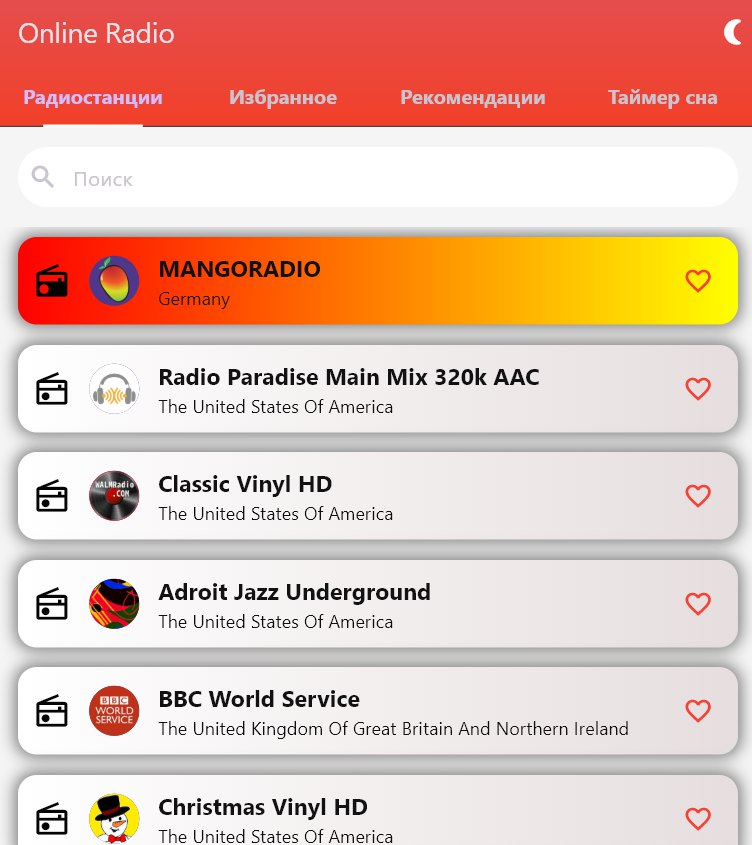 Online Radio
Радиостанции
Избранное
Рекомендации
Таймер сна
Поиск
MANGORADIO
Germany
Radio Paradise Main Mix 320k AAC
The United States Of America
WALMRadio
.COM
Classic Vinyl HD
The United States Of America
Adroit Jazz Underground
The United States Of America
BBC
WORLD
SERVICE
BBC World Service
The United Kingdom Of Great Britain And Northern Ireland
Christmas Vinyl HD
The United States Of America